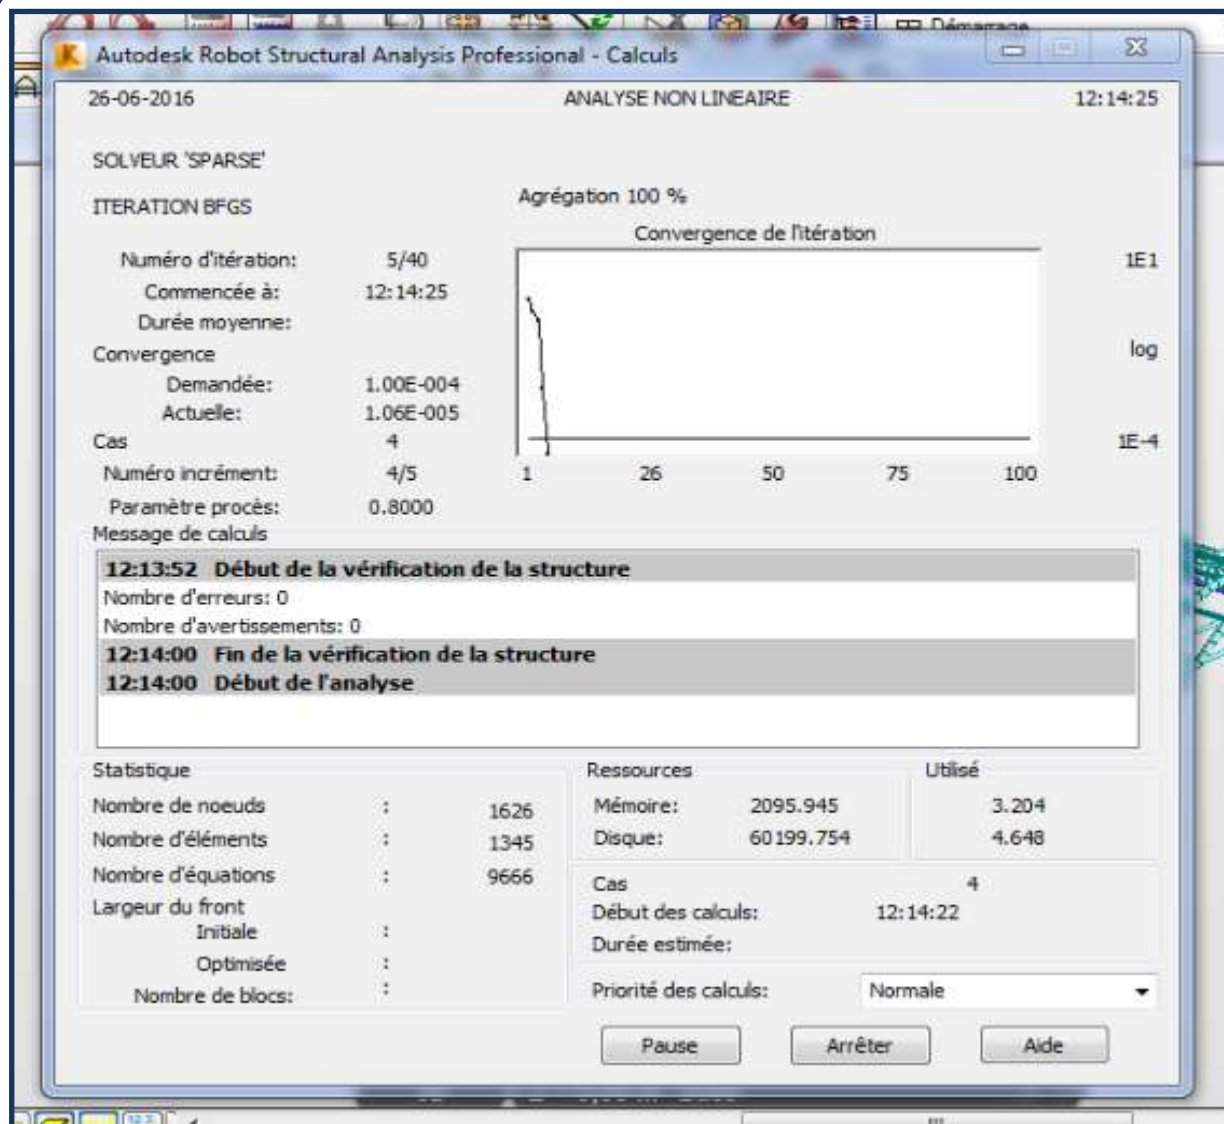 Démarrage
Autodesk Robot Structural Analysis Professional - Calculs
26-06-2016 ANALYSE NON LINEAIRE 12:14:25
SOLVEUR 'SPARSE'
Agrégation 100 %
ITERATION BFGS
Convergence de l'itération
Numéro d'itération: 5/40 1E1
Commencée à: 12:14:25
Durée moyenne:
Convergence log
Demandée: 1.00E-004
Actuelle: 1.06E-005
Cas 4 1E-4
Numéro incrément: 4/5 1 26 50 75 100
Paramètre procès: 0.8000
Message de calculs
12:13:52 Début de la vérification de la structure
Nombre d'erreurs: 0
Nombre d'avertissements: 0
12:14:00 Fin de la vérification de la structure
12:14:00 Début de l'analyse
Statistique Ressources Utilisé
Nombre de noeuds : 1626 Mémoire: 2095.945 3.204
Nombre d'éléments : 1345 Disque: 60199.754 4.648
Nombre d'équations : 9666 Cas 4
Largeur du front Début des calculs: 12:14:22
Initiale : Durée estimée:
Optimisée :
Nombre de blocs: : Priorité des calculs: Normale
Pause Arrêter Aide